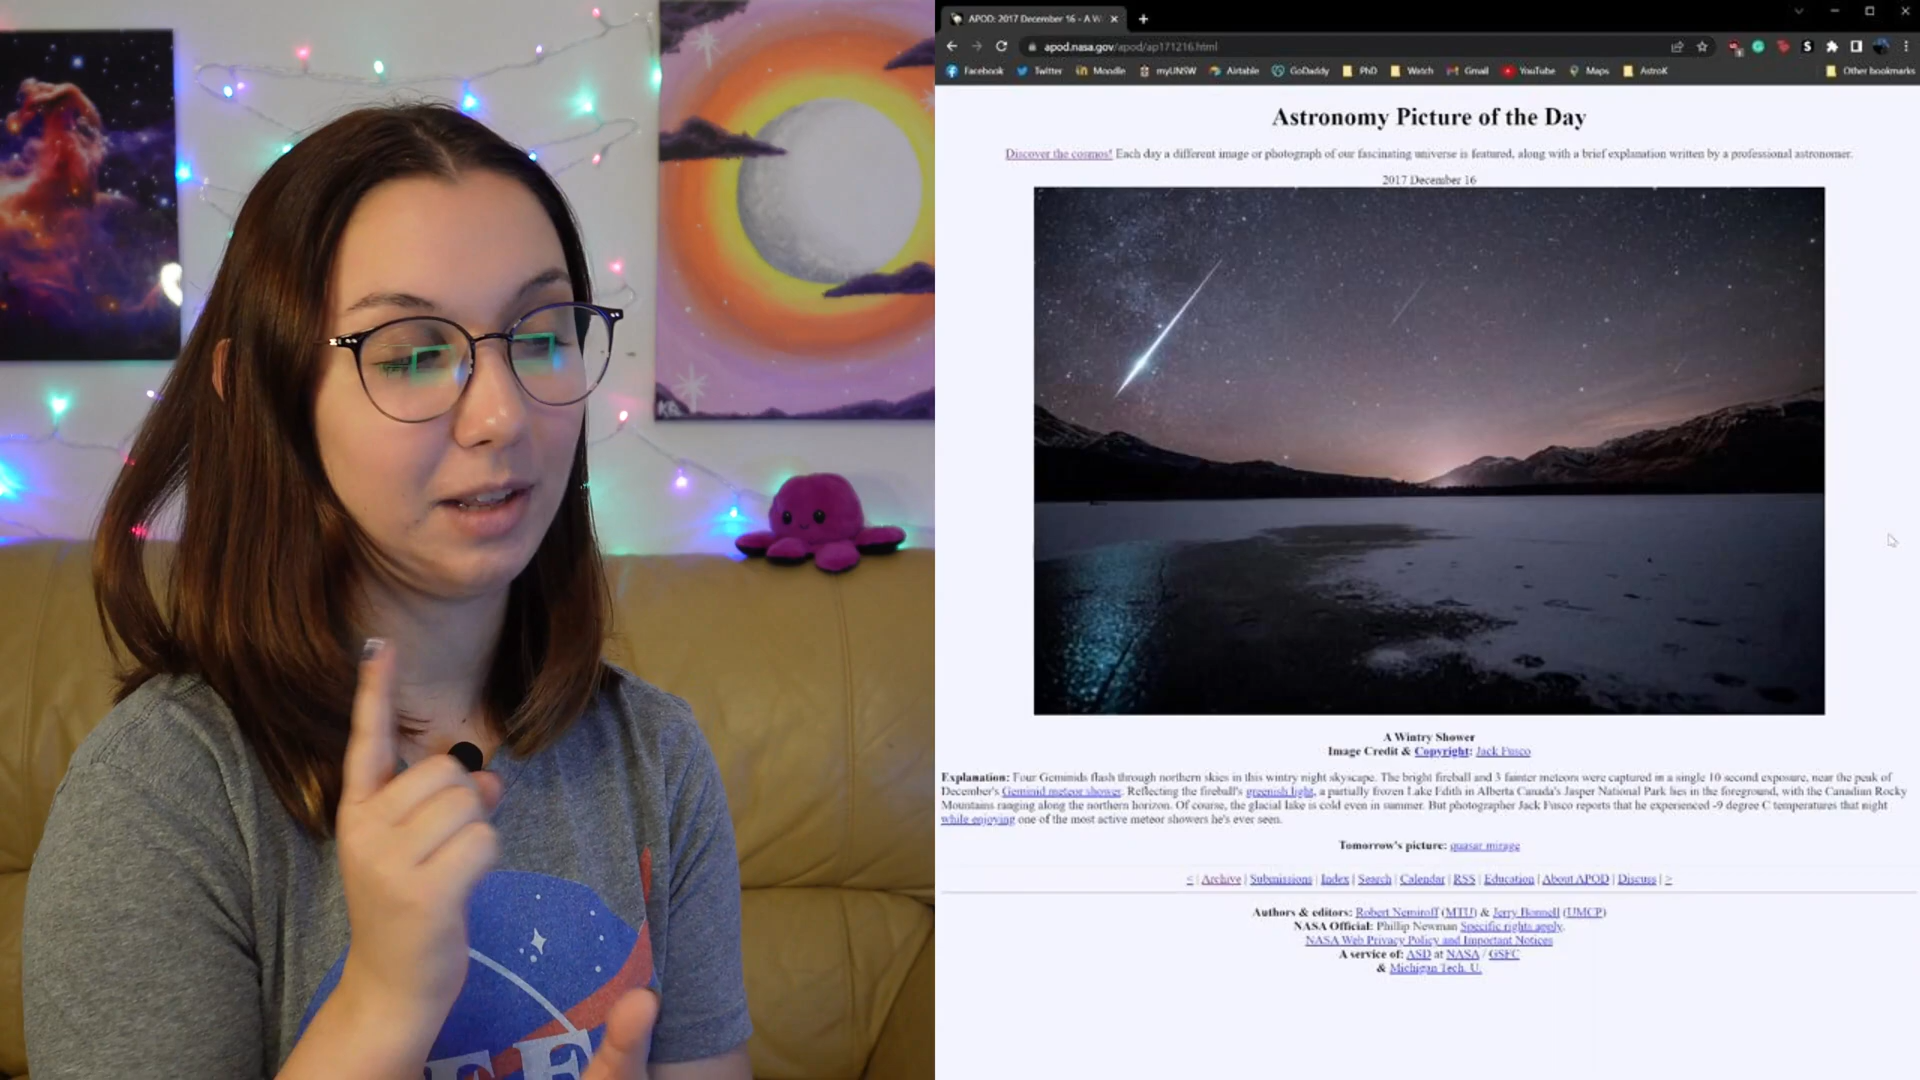 APOD: 2017 December 16 - A W
apod.nasa.gov/apod/ap171216.html
Facebook Twitter Moodle myUNSW Airtable GoDaddy PhD Watch Gmail YouTube Maps AstroK Other bookmarks
Astronomy Picture of the Day
Discover the cosmos! Each day a different image or photograph of our fascinating universe is featured, along with a brief explanation written by a professional astronomer.
2017 December 16
A Wintry Shower
Image Credit & Copyright: Jack Fusco
Explanation: Four Geminids flash through northern skies in this wintry night skyscape. The bright fireball and 3 fainter meteors were captured in a single 10 second exposure, near the peak of
December's Geminid meteor shower. Reflecting the fireball's greenish light, a partially frozen Lake Edith in Alberta Canada's Jasper National Park lies in the foreground, with the Canadian Rocky
Mountains ranging along the northern horizon. Of course, the glacial lake is cold even in summer. But photographer Jack Fusco reports that he experienced -9 degree C temperatures that night
while enjoying one of the most active meteor showers he's ever seen.
Tomorrow's picture: quasar mirage
< | Archive | Submissions | Index | Search | Calendar | RSS | Education | About APOD | Discuss | >
Authors & editors: Robert Nemiroff (MTU) & Jerry Bonnell (UMCP)
NASA Official: Phillip Newman Specific rights apply.
NASA Web Privacy Policy and Important Notices
A service of: ASD at NASA / GSFC
& Michigan Tech. U.